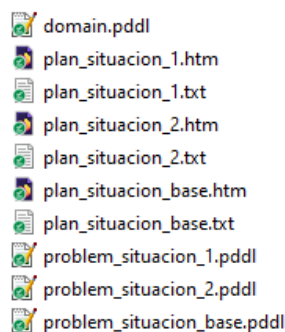 domain.pddl
plan_situacion_1.htm
plan_situacion_1.txt
plan_situacion_2.htm
plan_situacion_2.txt
plan_situacion_base.htm
plan_situacion_base.txt
problem_situacion_1.pddl
problem_situacion_2.pddl
problem_situacion_base.pddl